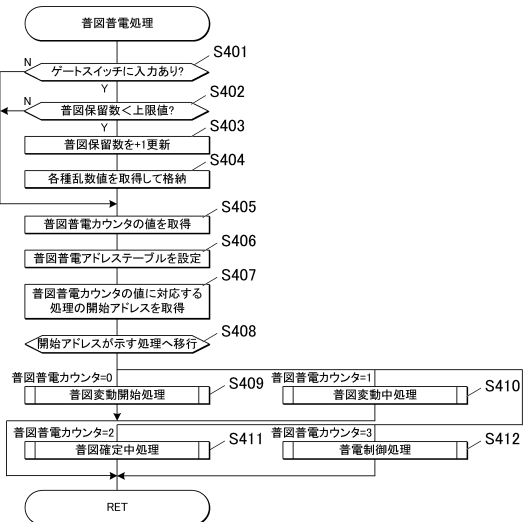 普図普電処理
S401
N
ゲートスイッチに入力あり?
Y
S402
N
普図保留数<上限値?
Y
S403
普図保留数を+1更新
S404
各種乱数値を取得して格納
S405
普図普電カウンタの値を取得
S406
普図普電アドレステーブルを設定
S407
普図普電カウンタの値に対応する
処理の開始アドレスを取得
S408
開始アドレスが示す処理へ移行
普図普電カウンタ=0
普図変動開始処理
S409
普図普電カウンタ=1
普図変動中処理
S410
普図普電カウンタ=2
普図確定中処理
S411
普図普電カウンタ=3
普電制御処理
S412
RET